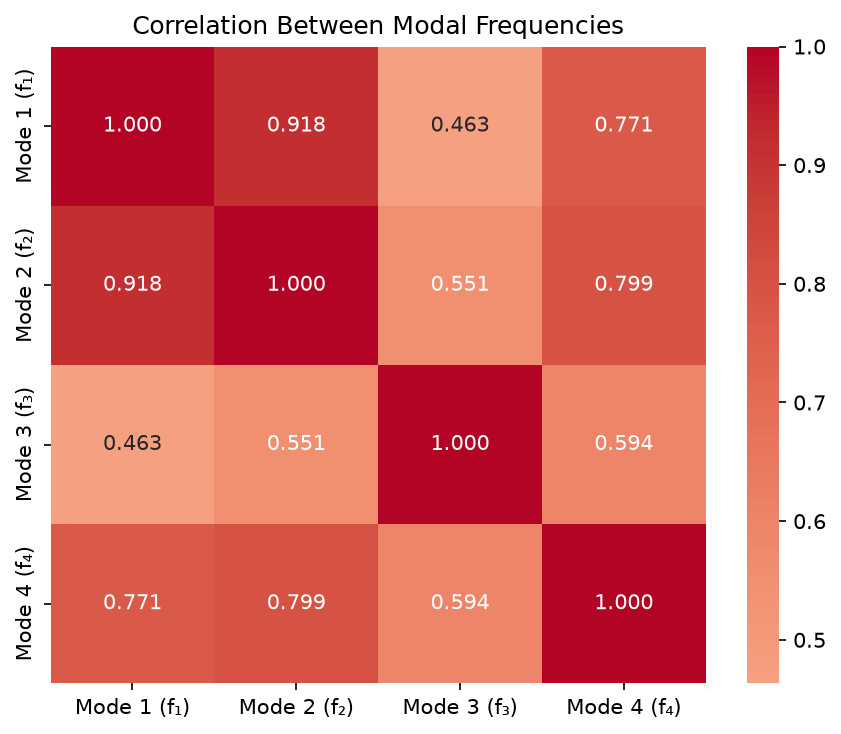 Correlation Between Modal Frequencies
Mode 1 (f₁)
1.000 0.918 0.463 0.771
Mode 2 (f₂)
0.918 1.000 0.551 0.799
Mode 3 (f₃)
0.463 0.551 1.000 0.594
Mode 4 (f₄)
0.771 0.799 0.594 1.000
Mode 1 (f₁) Mode 2 (f₂) Mode 3 (f₃) Mode 4 (f₄)
1.0
0.9
0.8
0.7
0.6
0.5